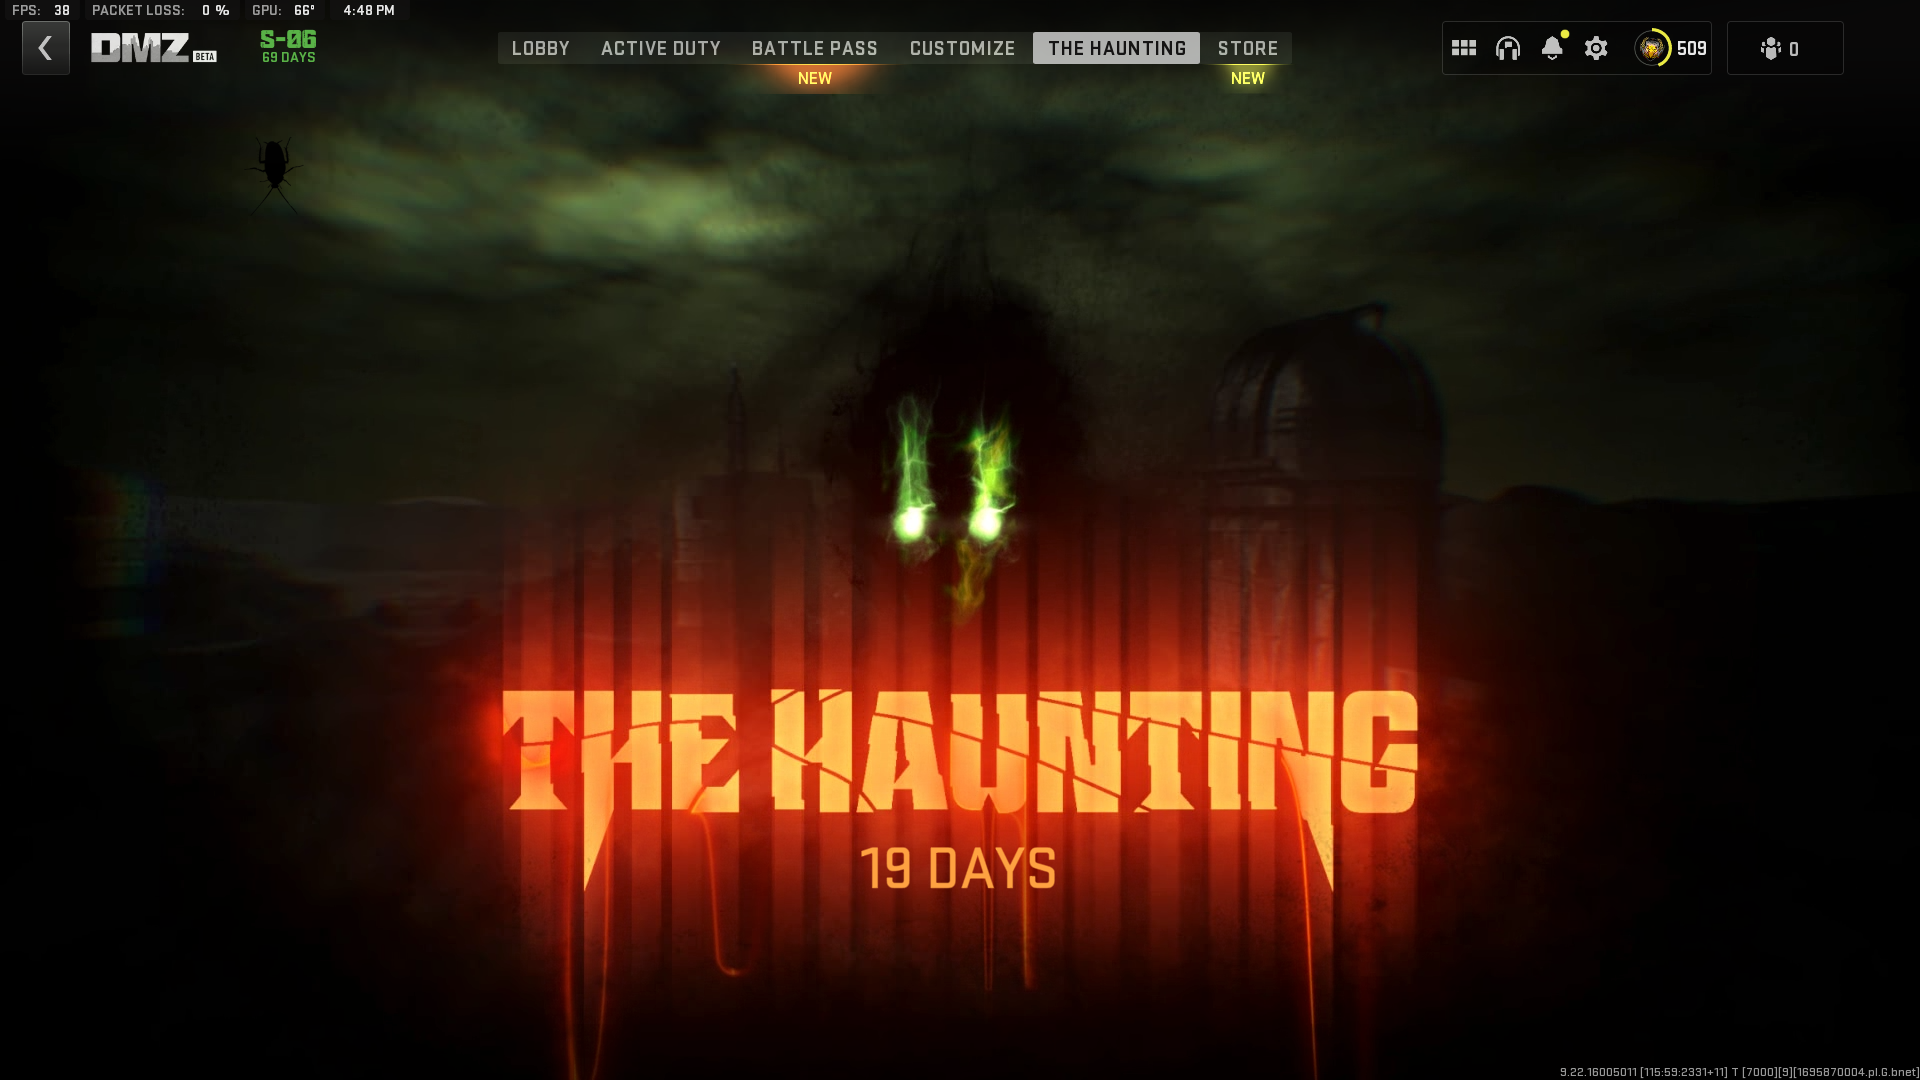 FPS: 38 PACKET LOSS: 0 % GPU: 66° 4:48 PM
DMZ BETA
S-06
69 DAYS
LOBBY ACTIVE DUTY BATTLE PASS CUSTOMIZE THE HAUNTING STORE
NEW NEW
509
0
THE HAUNTING
19 DAYS
9.22.16005011 [115:59:2331+11] T [7000][9][1695870004.pl.G.bnet]